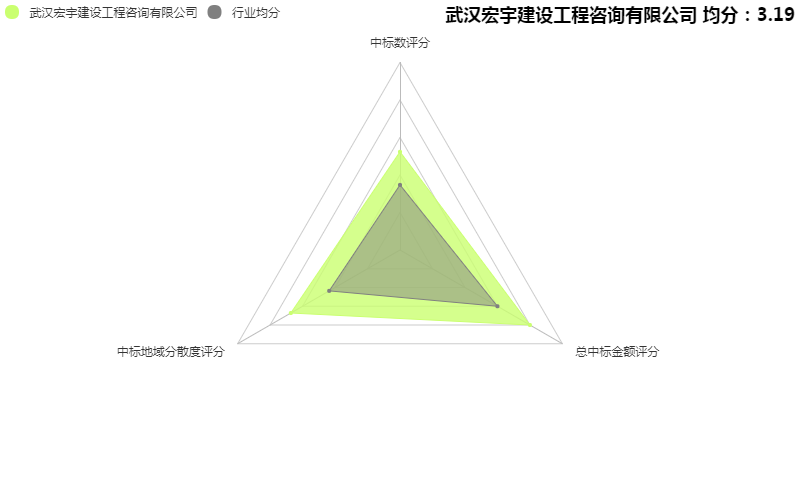 武汉宏宇建设工程咨询有限公司
行业均分
武汉宏宇建设工程咨询有限公司 均分：3.19
中标数评分
中标地域分散度评分
总中标金额评分